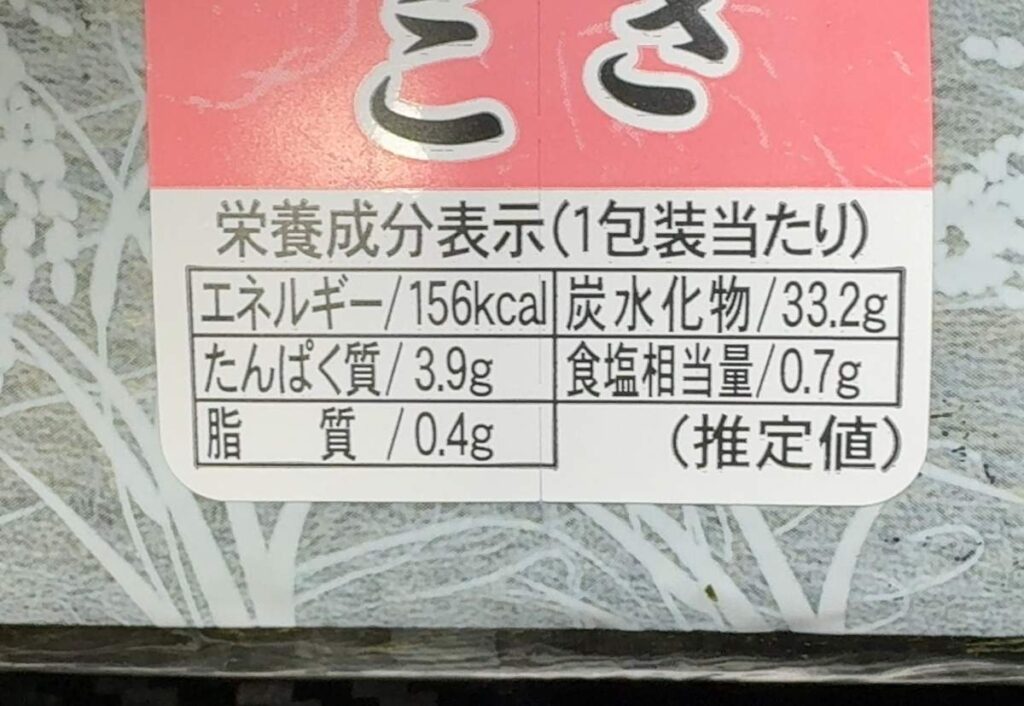 こ さ
栄養成分表示(1包装当たり)
エネルギー/156kcal 炭水化物/33.2g
たんぱく質/3.9g 食塩相当量/0.7g
脂 質/0.4g (推定値)